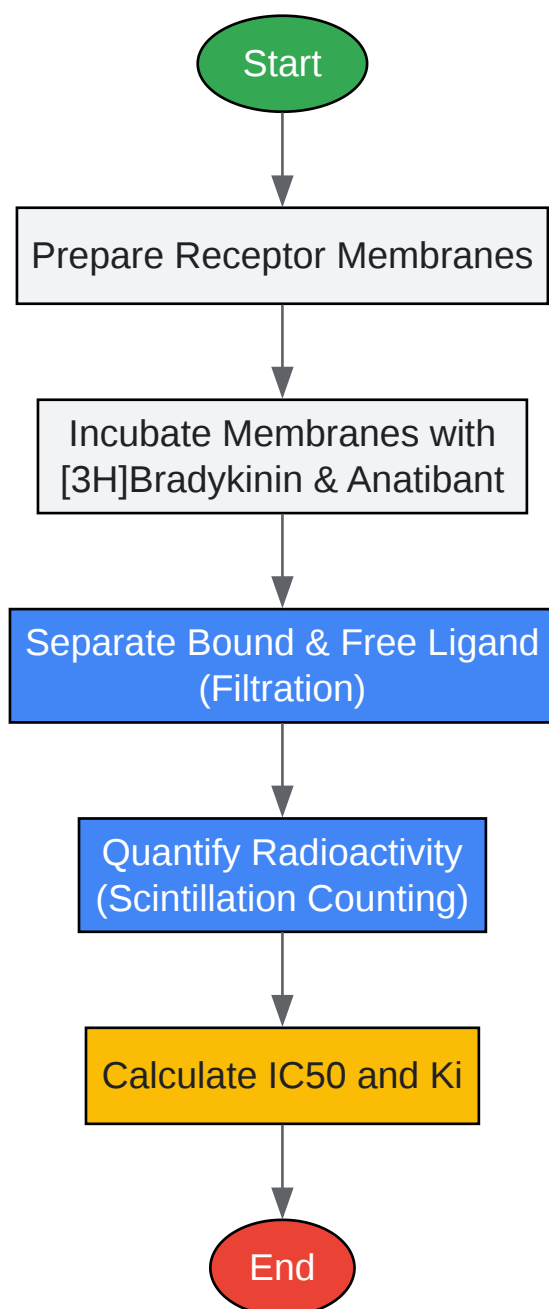 Start
Prepare Receptor Membranes
Incubate Membranes with
[3H]Bradykinin & Anatibant
Separate Bound & Free Ligand
(Filtration)
Quantify Radioactivity
(Scintillation Counting)
Calculate IC50 and Ki
End